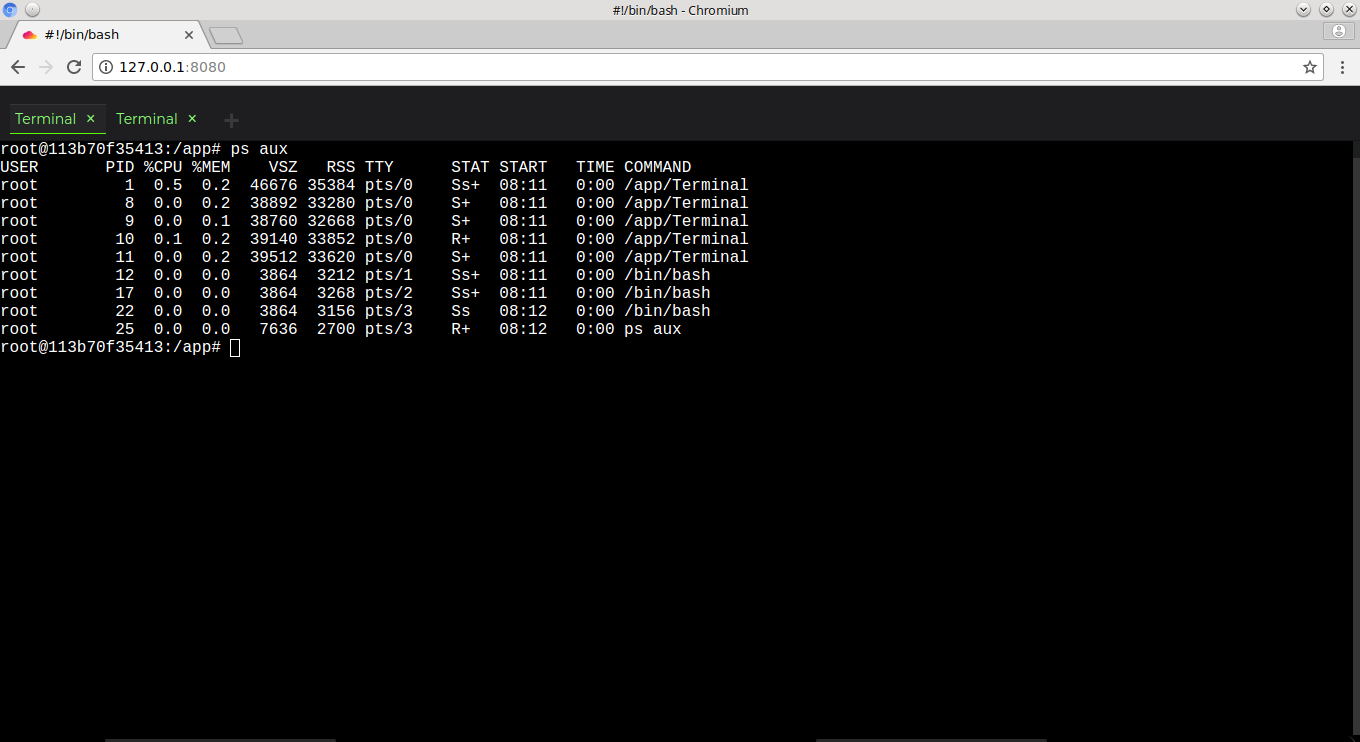 #!/bin/bash - Chromium
#!/bin/bash
127.0.0.1:8080
Terminal × Terminal × +
root@113b70f35413:/app# ps aux
USER       PID %CPU %MEM    VSZ   RSS TTY      STAT START   TIME COMMAND
root         1  0.5  0.2  46676 35384 pts/0    Ss+  08:11   0:00 /app/Terminal
root         8  0.0  0.2  38892 33280 pts/0    S+   08:11   0:00 /app/Terminal
root         9  0.0  0.1  38760 32668 pts/0    S+   08:11   0:00 /app/Terminal
root        10  0.1  0.2  39140 33852 pts/0    R+   08:11   0:00 /app/Terminal
root        11  0.0  0.2  39512 33620 pts/0    S+   08:11   0:00 /app/Terminal
root        12  0.0  0.0   3864  3212 pts/1    Ss+  08:11   0:00 /bin/bash
root        17  0.0  0.0   3864  3268 pts/2    Ss+  08:11   0:00 /bin/bash
root        22  0.0  0.0   3864  3156 pts/3    Ss   08:12   0:00 /bin/bash
root        25  0.0  0.0   7636  2700 pts/3    R+   08:12   0:00 ps aux
root@113b70f35413:/app#